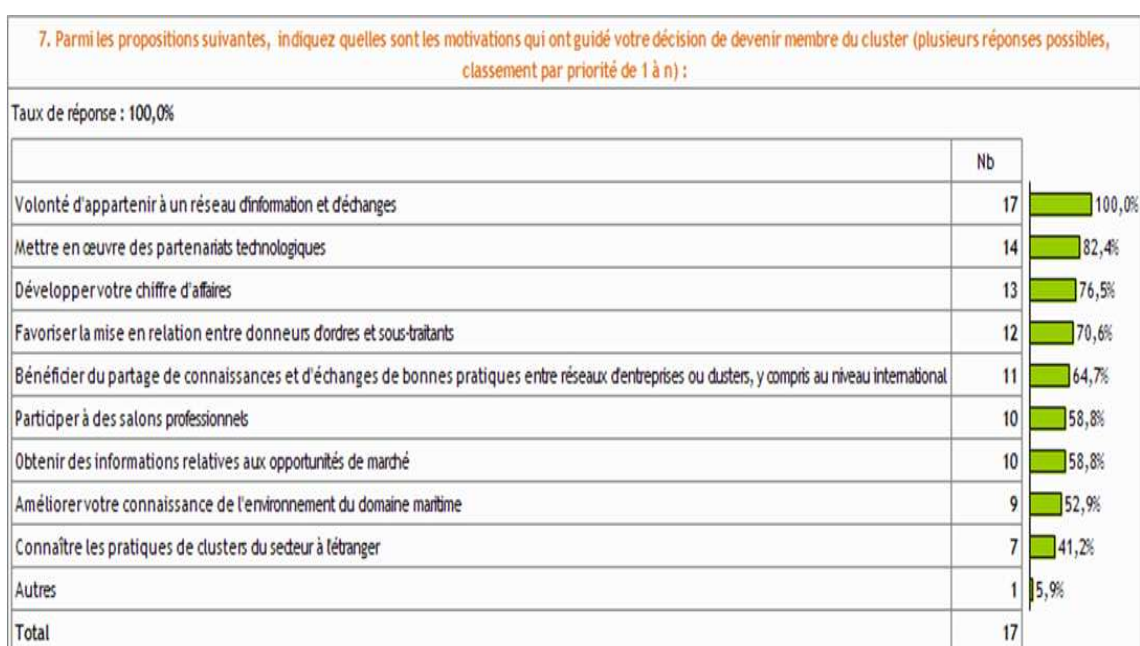 7. Parmi les propositions suivantes, indiquez quelles sont les motivations qui ont guidé votre décision de devenir membre du cluster (plusieurs réponses possibles,
classement par priorité de 1 à n) :
Taux de réponse : 100,0%
Nb
Volonté d'appartenir à un réseau d'information et d'échanges 17 100,0%
Mettre en œuvre des partenariats technologiques 14 82,4%
Développer votre chiffre d'affaires 13 76,5%
Favoriser la mise en relation entre donneurs d'ordres et sous-traitants 12 70,6%
Bénéficier du partage de connaissances et d'échanges de bonnes pratiques entre réseaux d'entreprises ou clusters, y compris au niveau international 11 64,7%
Participer à des salons professionnels 10 58,8%
Obtenir des informations relatives aux opportunités de marché 10 58,8%
Améliorer votre connaissance de l'environnement du domaine maritime 9 52,9%
Connaître les pratiques de clusters du secteur à l'étranger 7 41,2%
Autres 1 5,9%
Total 17